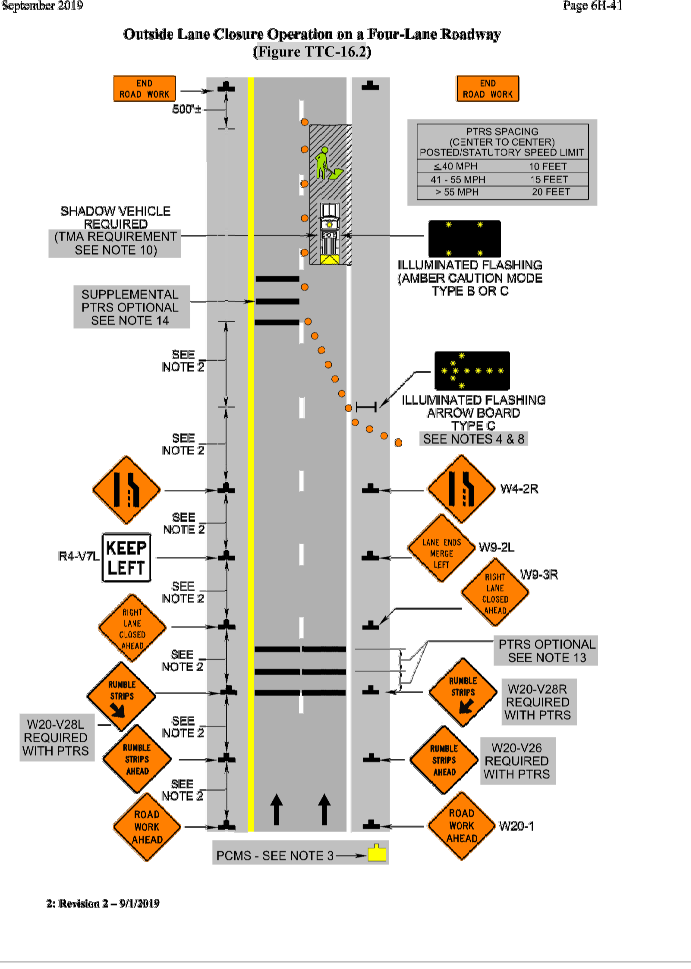 September 2019
Page 6H-41
Outside Lane Closure Operation on a Four-Lane Roadway
(Figure TTC-16.2)
END
ROAD WORK
500'±
END
ROAD WORK
PTRS SPACING
(CENTER TO CENTER)
POSTED/STATUTORY SPEED LIMIT
≤40 MPH 10 FEET
41 - 55 MPH 15 FEET
> 55 MPH 20 FEET
SHADOW VEHICLE
REQUIRED
(TMA REQUIREMENT
SEE NOTE 10)
ILLUMINATED FLASHING
(AMBER CAUTION MODE
TYPE B OR C
SUPPLEMENTAL
PTRS OPTIONAL
SEE NOTE 14
SEE
NOTE 2
ILLUMINATED FLASHING
ARROW BOARD
TYPE C
SEE NOTES 4 & 8
SEE
NOTE 2
W4-2R
SEE
NOTE 2
R4-V7L
KEEP
LEFT
LANE ENDS
MERGE
LEFT
W9-2L
W9-3R
RIGHT
LANE
CLOSED
AHEAD
SEE
NOTE 2
RIGHT
LANE
CLOSED
AHEAD
SEE
NOTE 2
PTRS OPTIONAL
SEE NOTE 13
RUMBLE
STRIPS
RUMBLE
STRIPS
W20-V28R
REQUIRED
WITH PTRS
W20-V28L
REQUIRED
WITH PTRS
SEE
NOTE 2
RUMBLE
STRIPS
AHEAD
RUMBLE
STRIPS
AHEAD
W20-V26
REQUIRED
WITH PTRS
SEE
NOTE 2
ROAD
WORK
AHEAD
ROAD
WORK
AHEAD
W20-1
PCMS - SEE NOTE 3
2: Revision 2 – 9/1/2019